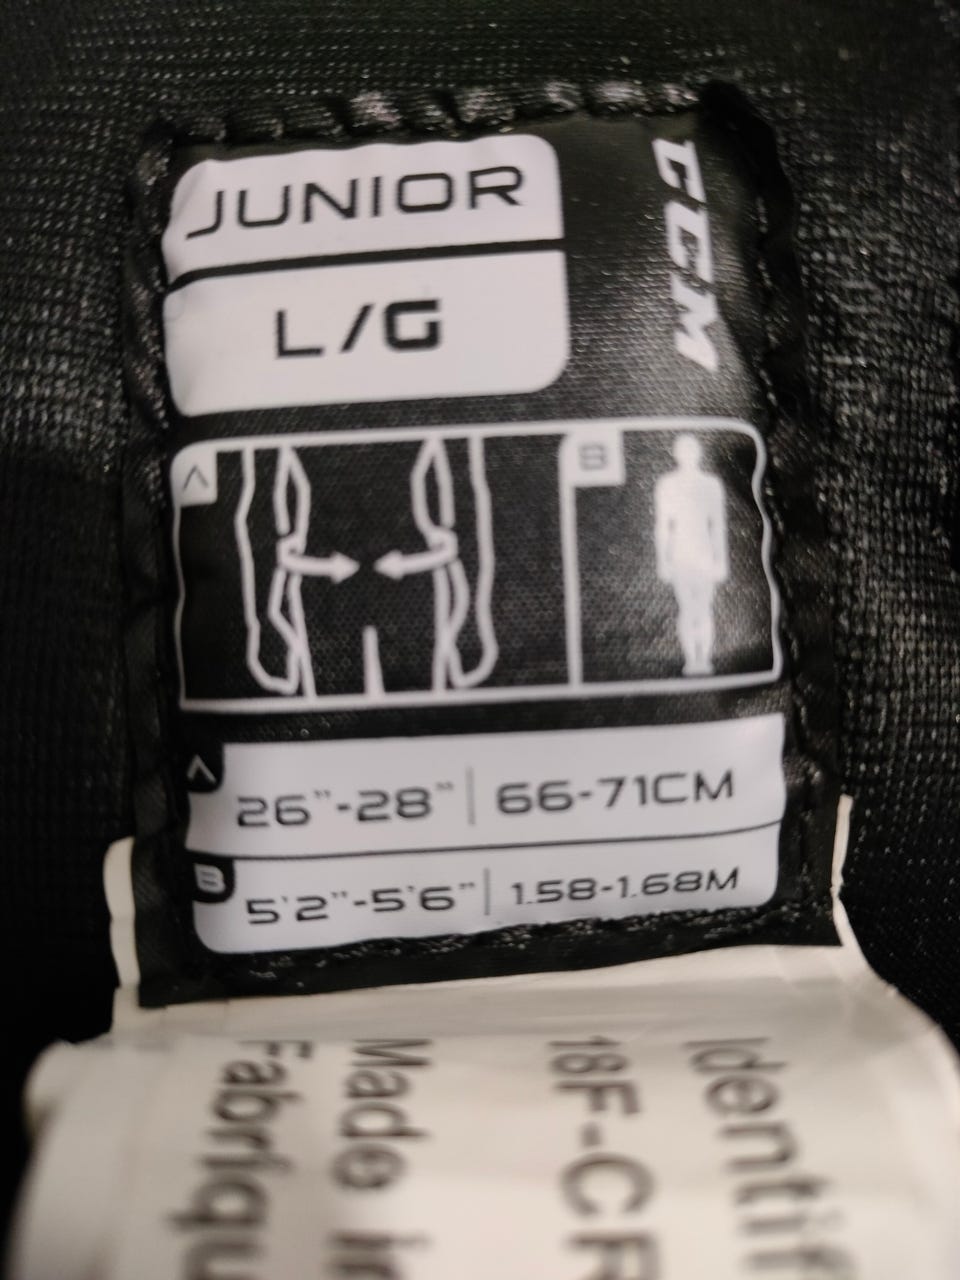 JUNIOR
CCM
L/G
A
B
A
26"-28" | 66-71CM
B
5'2"-5'6" | 1.58-1.68M
Identif
18F-CR
Made in
Fabriqu